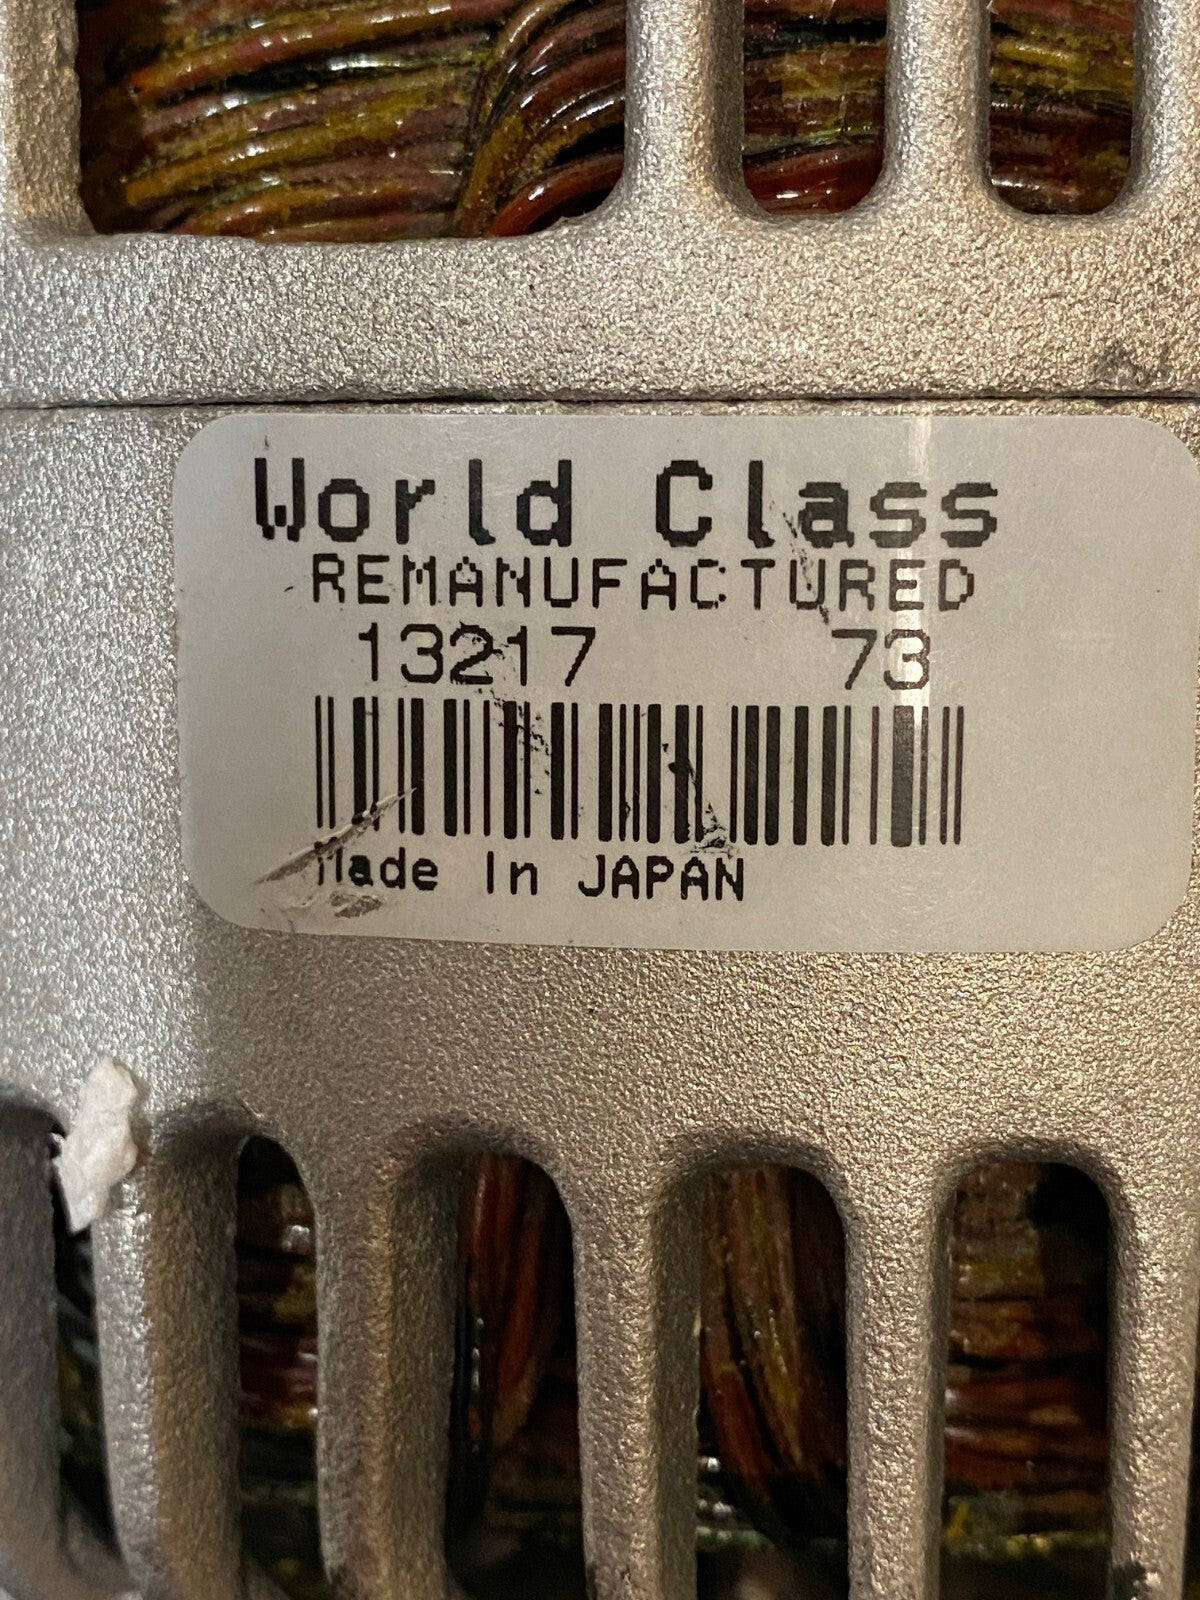 World Class
REMANUFACTURED
13217 73
Made In JAPAN